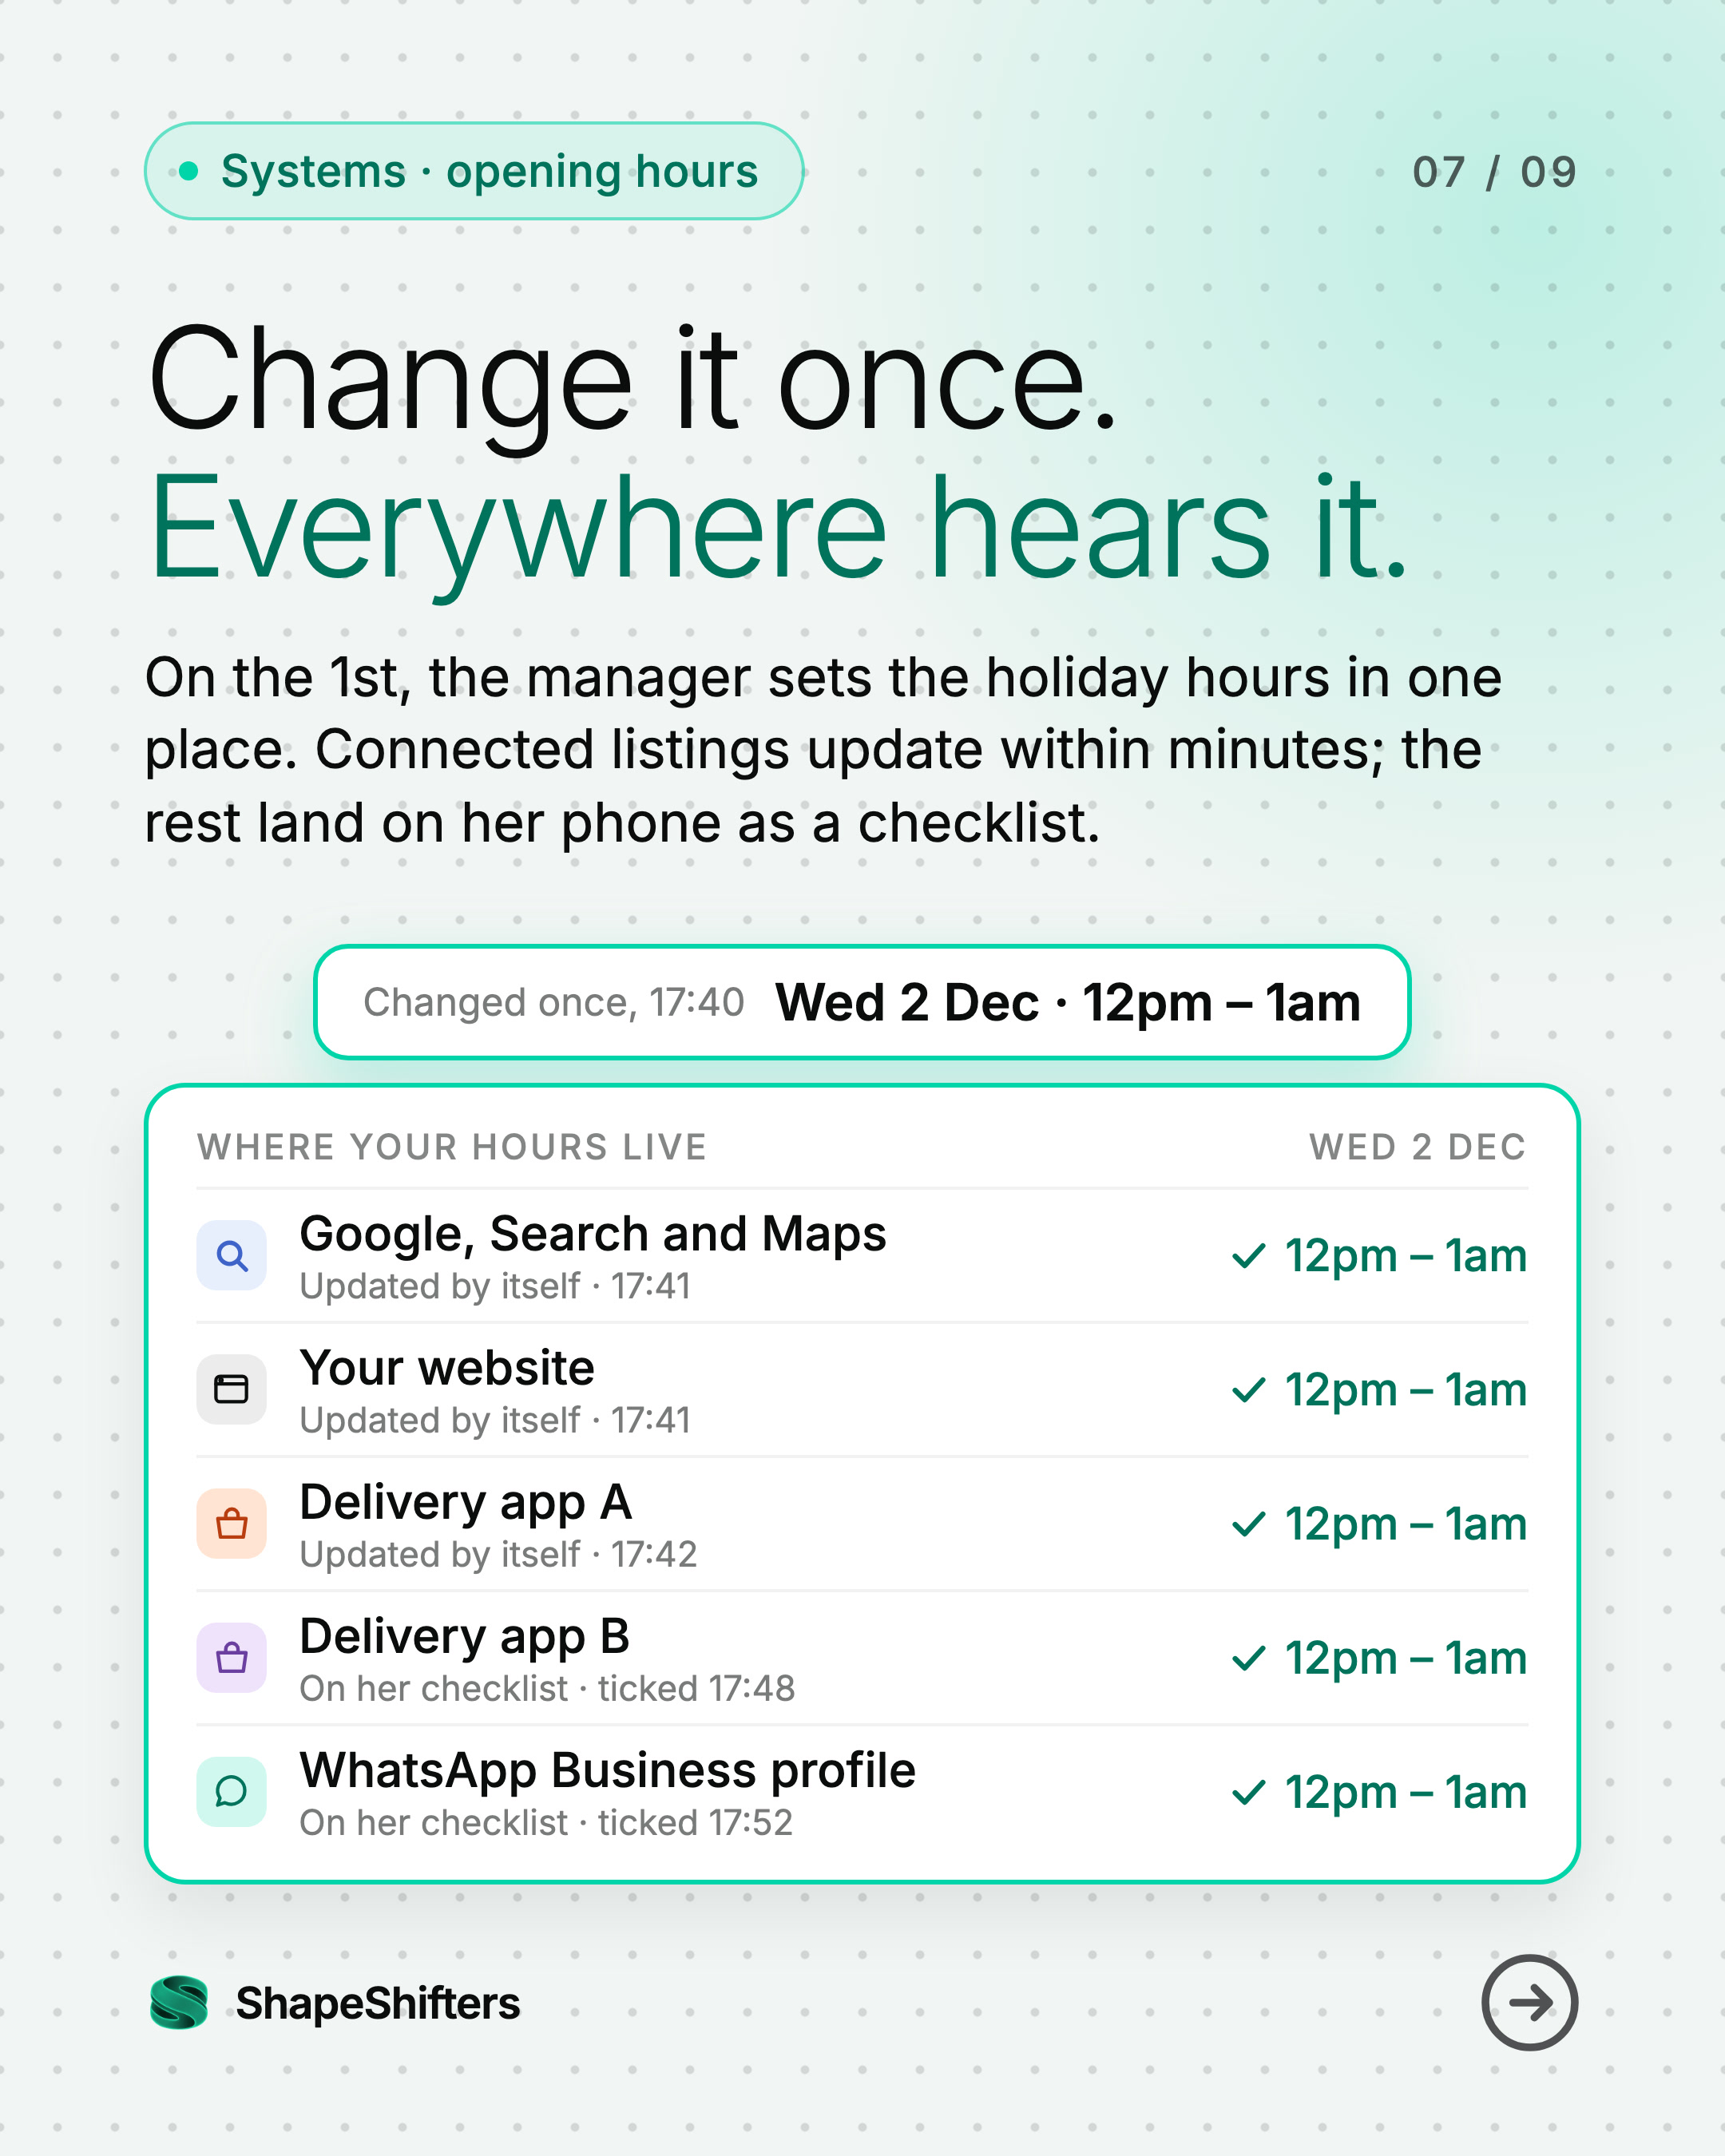 Systems · opening hours
07 / 09
Change it once.
Everywhere hears it.
On the 1st, the manager sets the holiday hours in one
place. Connected listings update within minutes; the
rest land on her phone as a checklist.
Changed once, 17:40 Wed 2 Dec · 12pm – 1am
WHERE YOUR HOURS LIVE WED 2 DEC
Google, Search and Maps
Updated by itself · 17:41
12pm – 1am
Your website
Updated by itself · 17:41
12pm – 1am
Delivery app A
Updated by itself · 17:42
12pm – 1am
Delivery app B
On her checklist · ticked 17:48
12pm – 1am
WhatsApp Business profile
On her checklist · ticked 17:52
12pm – 1am
ShapeShifters